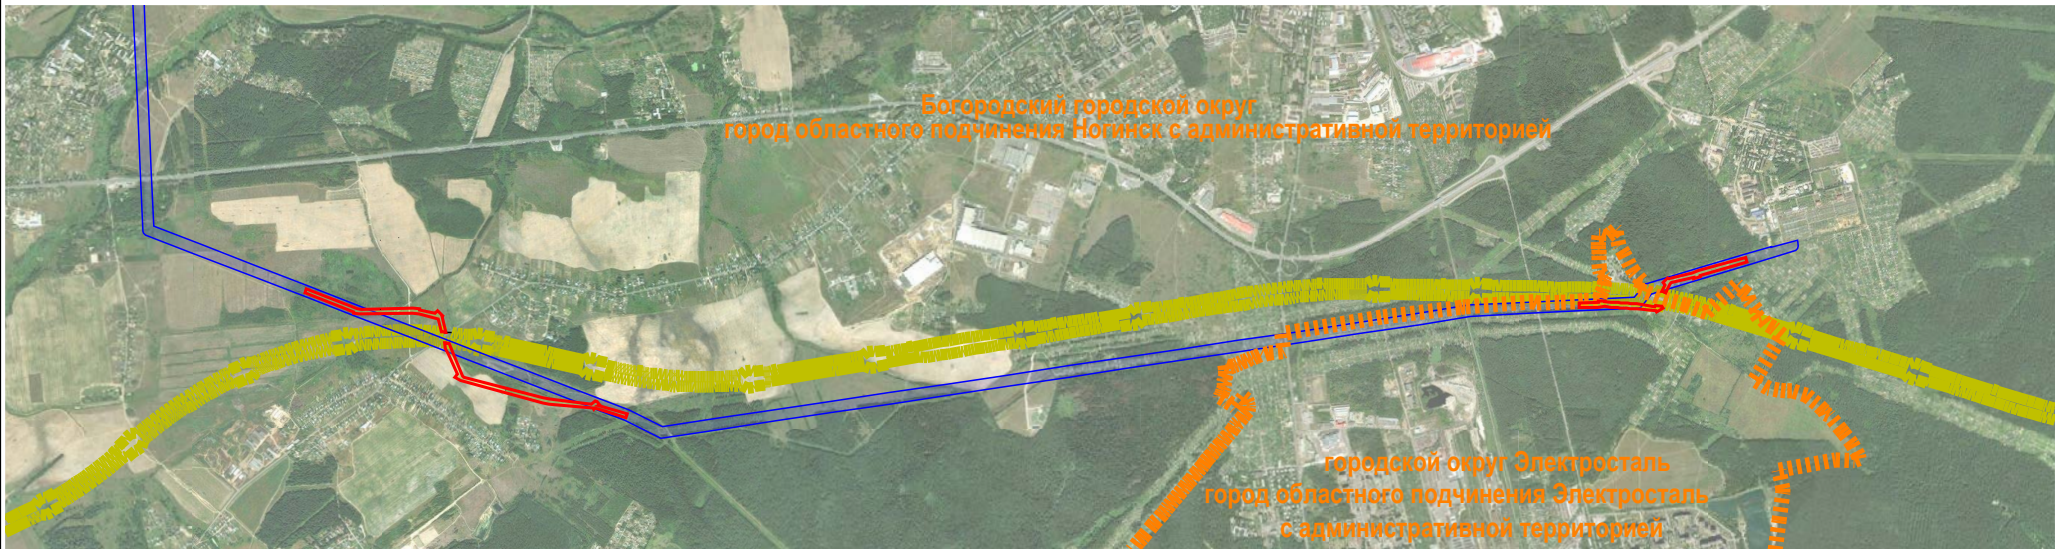 Богородский городской округ
город областного подчинения Ногинск с административной территорией
городской округ Электросталь
город областного подчинения Электросталь
с административной территорией